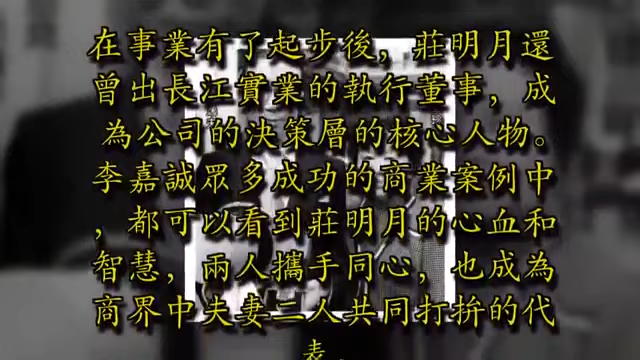 在事業有了起步後，莊明月還
曾出長江實業的執行董事，成
為公司的決策層的核心人物。
李嘉誠眾多成功的商業案例中
，都可以看到莊明月的心血和
智慧，兩人攜手同心，也成為
商界中夫妻二人共同打拚的代
表。